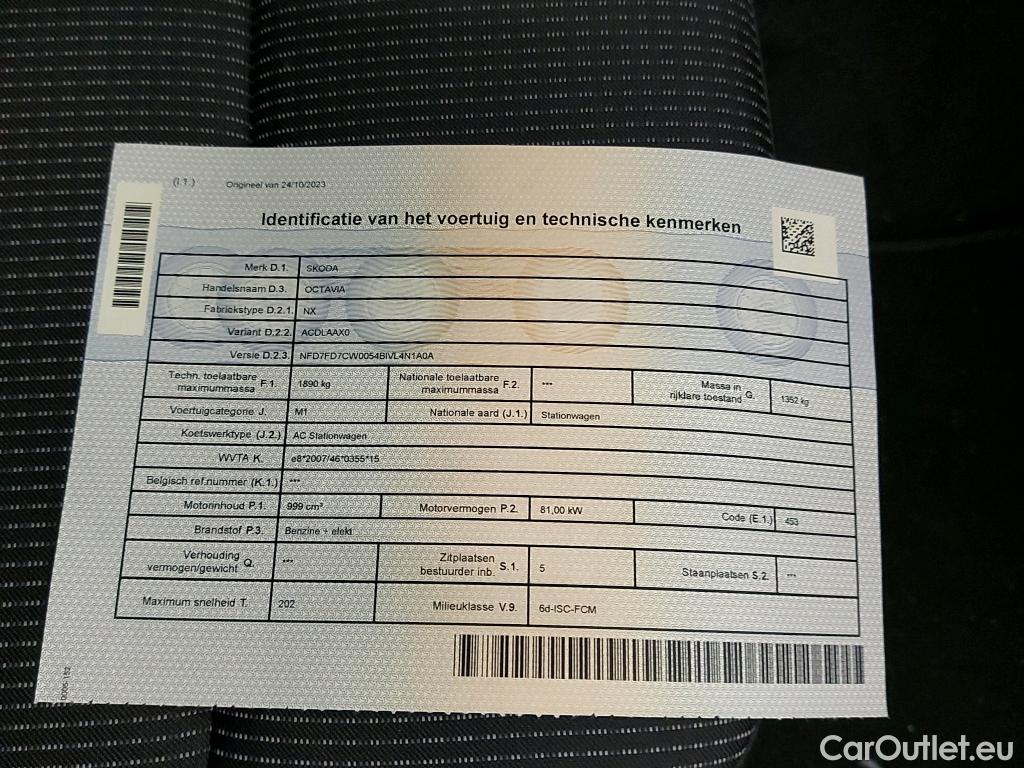 (I.1.) Origineel van 24/10/2023
Identificatie van het voertuig en technische kenmerken
Merk D.1. SKODA
Handelsnaam D.3. OCTAVIA
Fabriekstype D.2.1. NX
Variant D.2.2. ACDLAAX0
Versie D.2.3. NFD7FD7CW0054BIVL4N1A0A
Techn. toelaatbare maximummassa F.1. 1890 kg Nationale toelaatbare maximummassa F.2. --- Massa in rijklare toestand G. 1352 kg
Voertuigcategorie J. M1 Nationale aard (J.1.) Stationwagen
Koetswerktype (J.2.) AC Stationwagen
WVTA K. e8*2007/46*0355*15
Belgisch ref.nummer (K.1.) ---
Motorinhoud P.1. 999 cm³ Motorvermogen P.2. 81,00 kW Code (E.1.) 453
Brandstof P.3. Benzine + elekt
Verhouding vermogen/gewicht Q. --- Zitplaatsen bestuurder inb. S.1. 5 Staanplaatsen S.2. ---
Maximum snelheid T. 202 Milieuklasse V.9. 6d-ISC-FCM
CarOutlet.eu